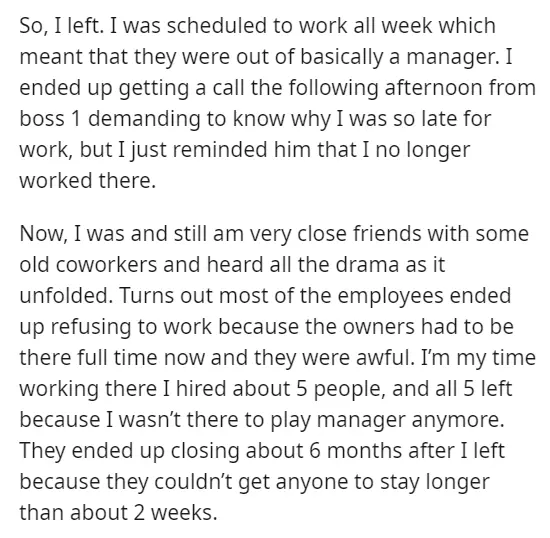 So, I left. I was scheduled to work all week which
meant that they were out of basically a manager. I
ended up getting a call the following afternoon from
boss 1 demanding to know why I was so late for
work, but I just reminded him that I no longer
worked there.
Now, I was and still am very close friends with some
old coworkers and heard all the drama as it
unfolded. Turns out most of the employees ended
up refusing to work because the owners had to be
there full time now and they were awful. I’m my time
working there I hired about 5 people, and all 5 left
because I wasn’t there to play manager anymore.
They ended up closing about 6 months after I left
because they couldn’t get anyone to stay longer
than about 2 weeks.